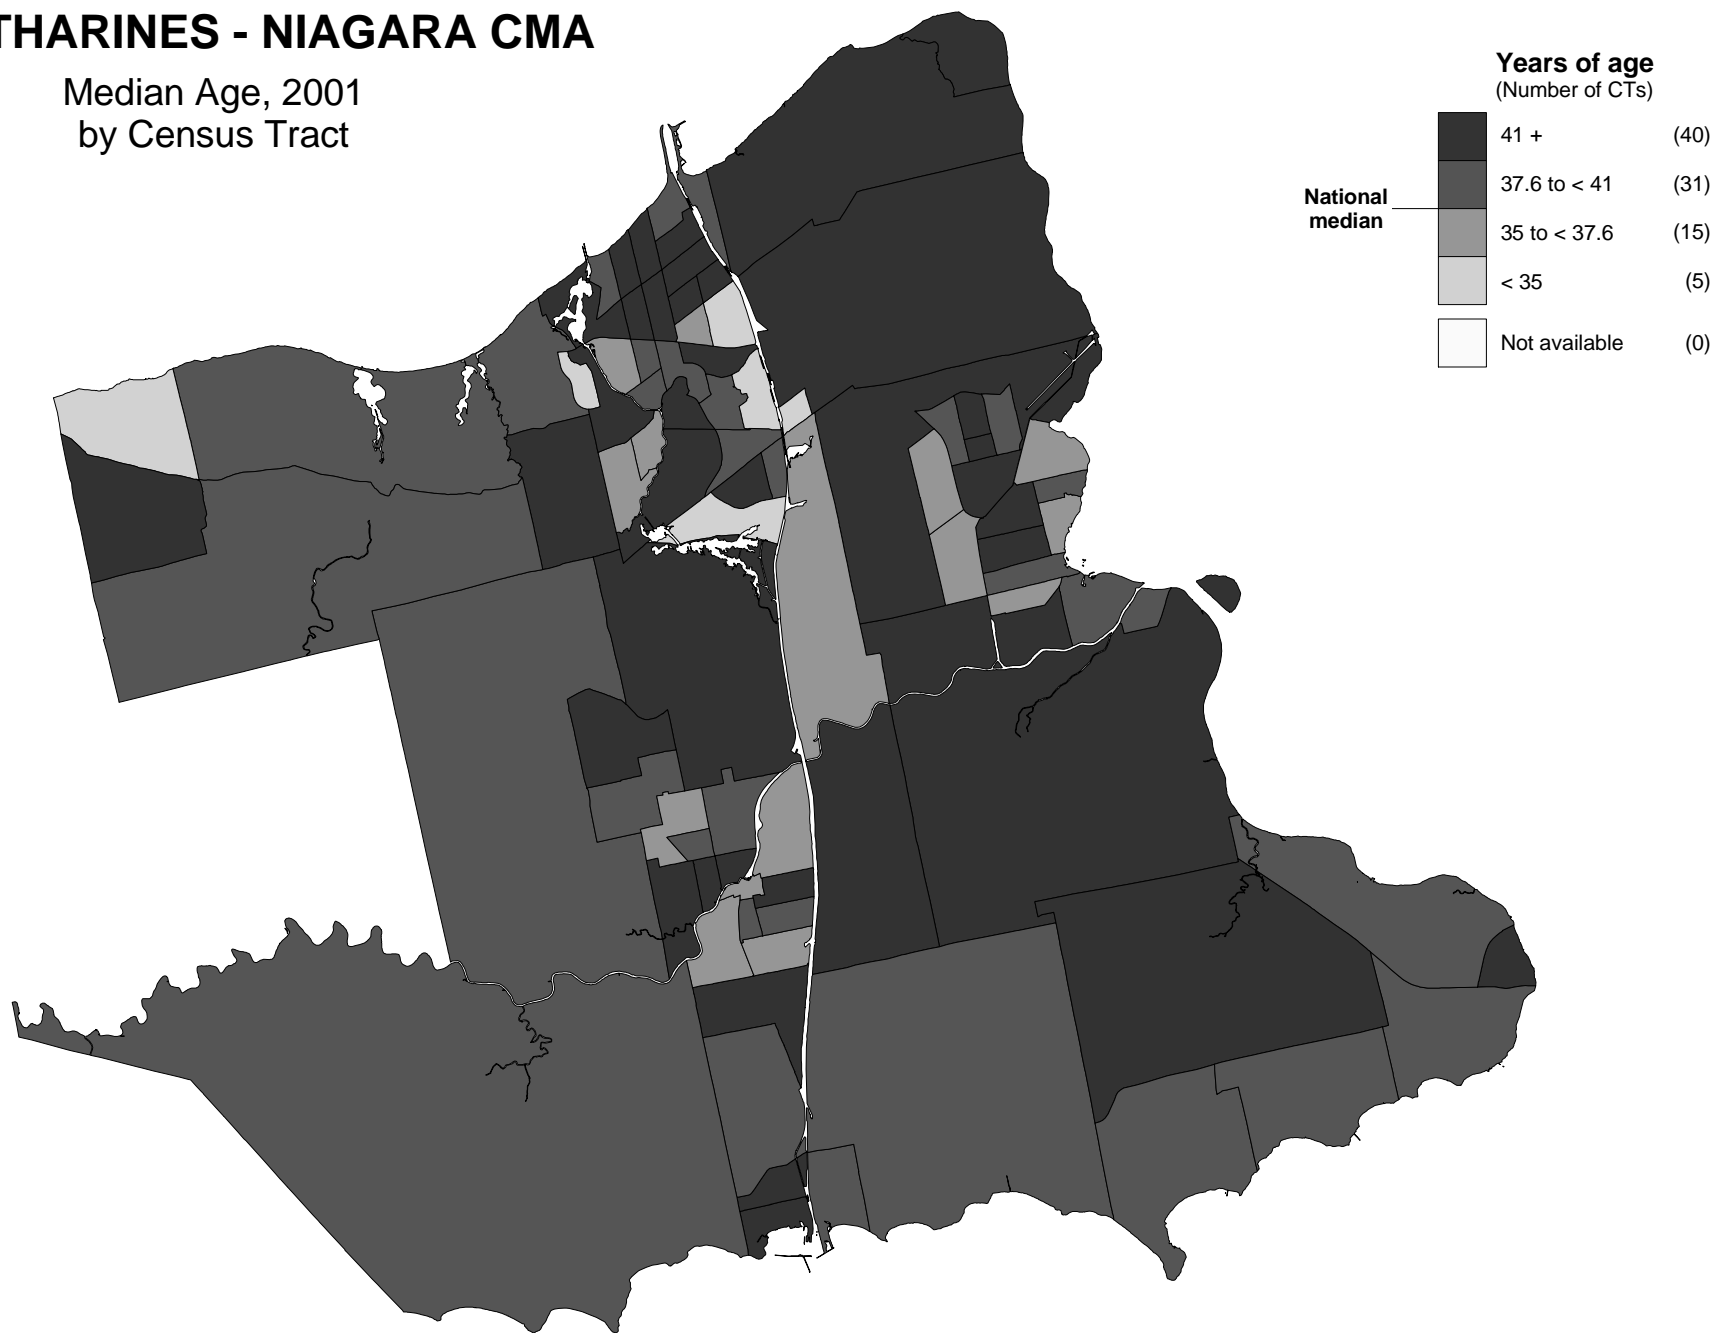 THARINES - NIAGARA CMA
Median Age, 2001
by Census Tract
Years of age
(Number of CTs)
41 + (40)
37.6 to < 41 (31)
National
median
35 to < 37.6 (15)
< 35 (5)
Not available (0)